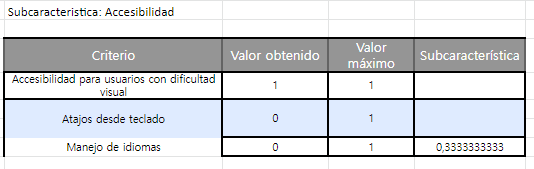 Subcaracteristica: Accesibilidad
Criterio Valor obtenido Valor máximo Subcaracterística
Accesibilidad para usuarios con dificultad visual 1 1
Atajos desde teclado 0 1
Manejo de idiomas 0 1 0,3333333333